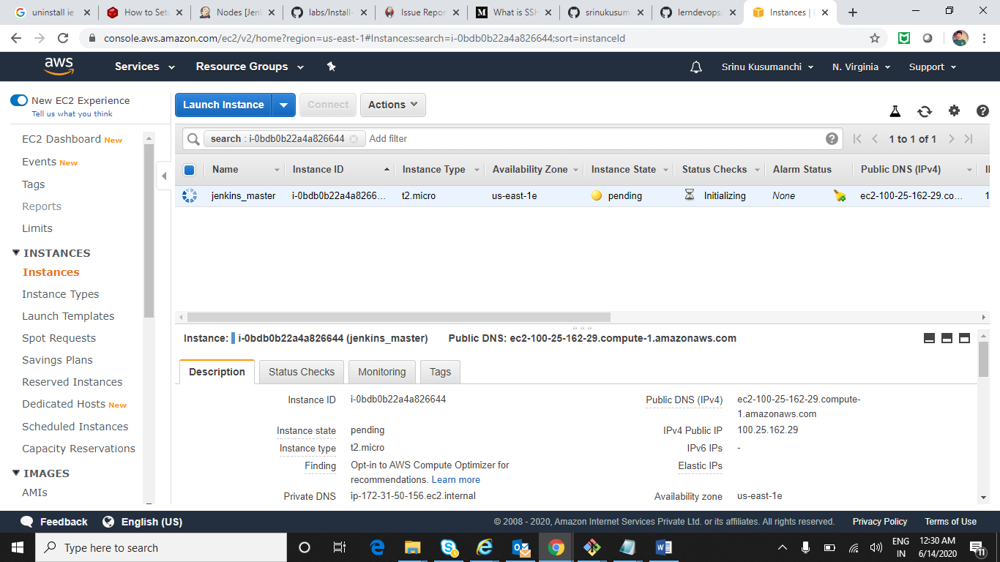 uninstall ie
How to Setu
Nodes [Jenk
labs/Install-
Issue Repor
What is SSH
srinukusum
lerndevops/
Instances | E
console.aws.amazon.com/ec2/v2/home?region=us-east-1#Instances:search=i-0bdb0b22a4a826644;sort=instanceId
aws Services Resource Groups Srinu Kusumanchi N. Virginia Support
New EC2 Experience
Tell us what you think
EC2 Dashboard New
Events New
Tags
Reports
Limits
INSTANCES
Instances
Instance Types
Launch Templates
Spot Requests
Savings Plans
Reserved Instances
Dedicated Hosts New
Scheduled Instances
Capacity Reservations
IMAGES
AMIs
Launch Instance Connect Actions
search : i-0bdb0b22a4a826644 Add filter 1 to 1 of 1
Name Instance ID Instance Type Availability Zone Instance State Status Checks Alarm Status Public DNS (IPv4)
jenkins_master i-0bdb0b22a4a8266... t2.micro us-east-1e pending Initializing None ec2-100-25-162-29.co... 1
Instance: i-0bdb0b22a4a826644 (jenkins_master) Public DNS: ec2-100-25-162-29.compute-1.amazonaws.com
Description Status Checks Monitoring Tags
Instance ID i-0bdb0b22a4a826644
Instance state pending
Instance type t2.micro
Finding Opt-in to AWS Compute Optimizer for
recommendations. Learn more
Private DNS ip-172-31-50-156.ec2.internal
Public DNS (IPv4) ec2-100-25-162-29.compute-
1.amazonaws.com
IPv4 Public IP 100.25.162.29
IPv6 IPs -
Elastic IPs
Availability zone us-east-1e
Feedback English (US) © 2008 - 2020, Amazon Internet Services Private Ltd. or its affiliates. All rights reserved. Privacy Policy Terms of Use
Type here to search
ENG
IN
12:30 AM
6/14/2020
11